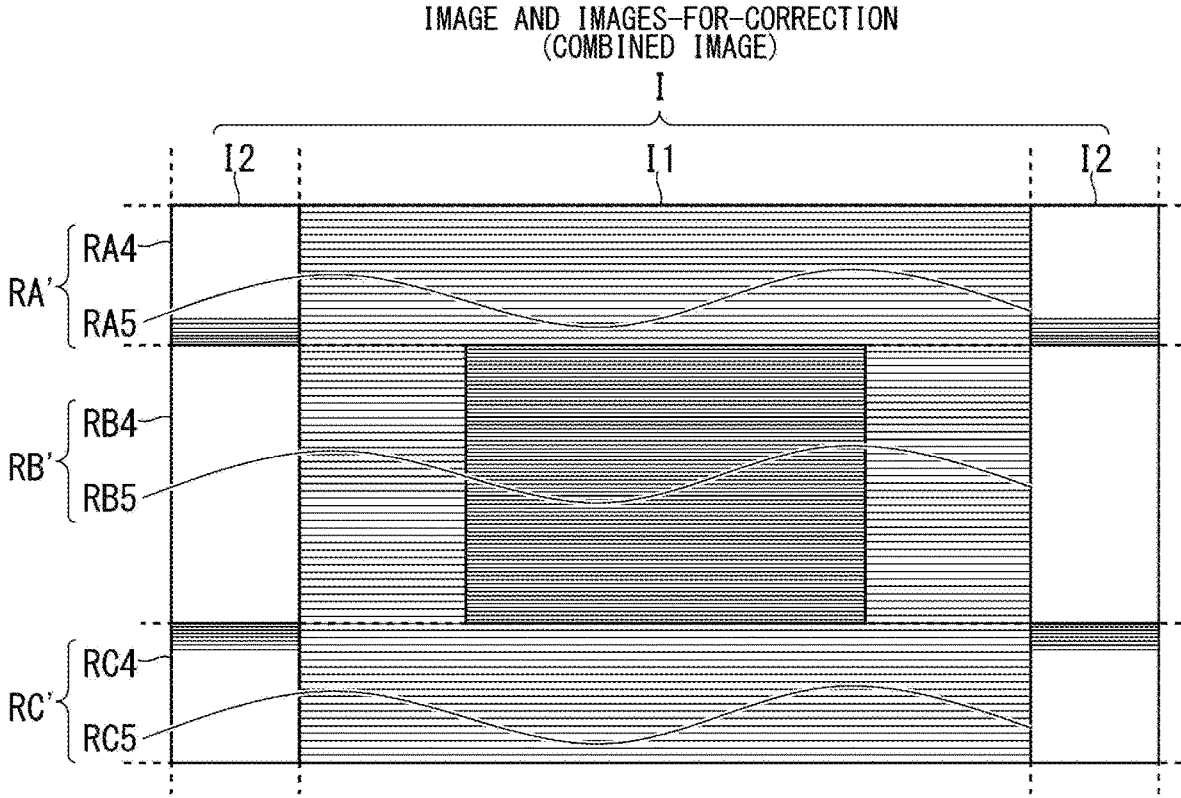 IMAGE AND IMAGES-FOR-CORRECTION
(COMBINED IMAGE)
I
I2 I1 I2
RA4
RA'
RA5
RB4
RB'
RB5
RC4
RC'
RC5